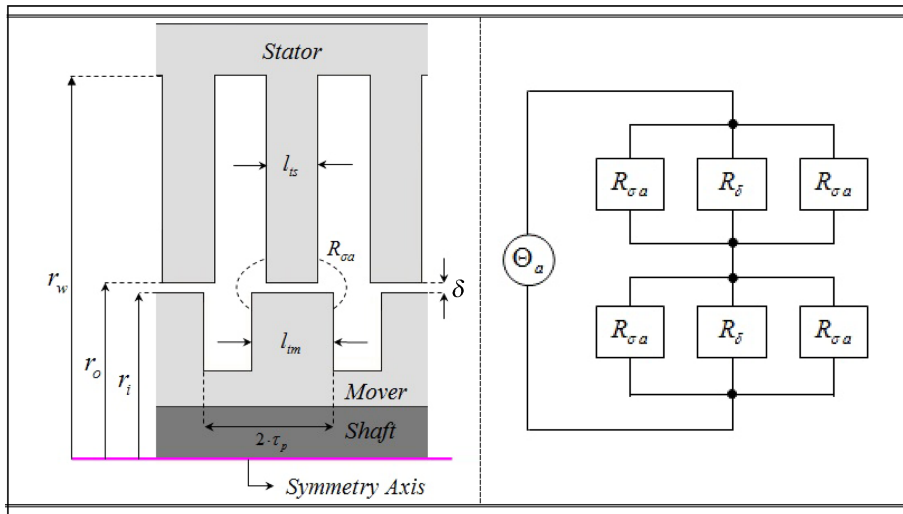 Stator
l_ts
R_σa
r_w
δ
r_o
r_i
l_tm
Mover
Shaft
2·τ_p
Symmetry Axis
Θ_a
R_σa R_δ R_σa
R_σa R_δ R_σa